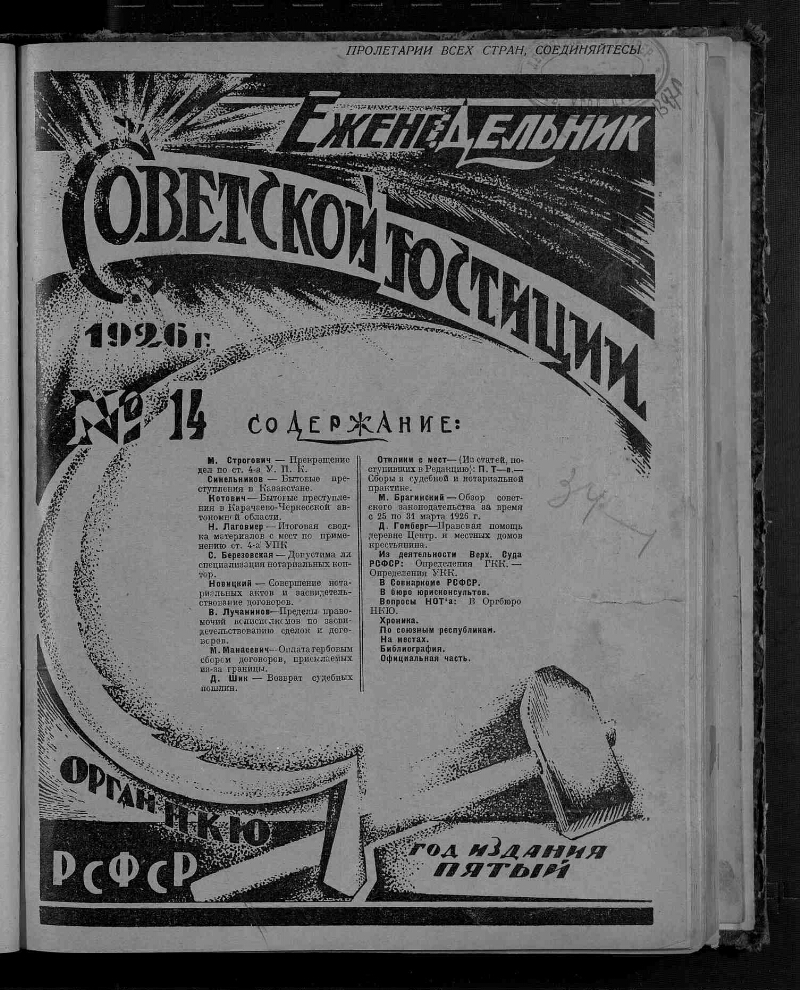 ПРОЛЕТАРИИ ВСЕХ СТРАН, СОЕДИНЯЙТЕСЬ!
ЕЖЕНЕДЕЛЬНИК
СОВЕТСКОЙ ЮСТИЦИИ
1926 г.
№ 14
СОДЕРЖАНИЕ:
М. Строгович — Прекращение
дел по ст. 4-а У. П. К.
Синельников — Бытовые пре-
ступления в Казакстане.
Котович — Бытовые преступле-
ния в Карачаево-Черкесской ав-
тономной области.
Н. Лаговиер — Итоговая свод-
ка материалов с мест по приме-
нению ст. 4-а УПК
С. Березовская — Допустима ли
специализация нотариальных кон-
тор.
Новицкий — Совершение нота-
риальных актов и засвидетель-
ствование договоров.
В. Лучанинов — Пределы право-
мочий волисполкомов по засви-
детельствованию сделок и дого-
воров.
М. Манасевич — Оплата гербовым
сбором договоров, присылаемых
из-за границы.
Д. Шик — Возврат судебных
пошлин.
Отклики с мест — (Из статей, по-
ступивших в Редакцию): П. Т—в.—
Сборы в судебной и нотариальной
практике.
М. Брагинский — Обзор совет-
ского законодательства за время
с 25 по 31 марта 1926 г.
Д. Гомберг — Правовая помощь
деревне Центр. и местных домов
крестьянина.
Из деятельности Верх. Суда
РСФСР: Определения ГКК. —
Определения УКК.
В Совнаркоме РСФСР.
В бюро юрисконсультов.
Вопросы НОТ'а: В Оргбюро
НКЮ.
Хроника.
По союзным республикам.
На местах.
Библиография.
Официальная часть.
ОРГАН НКЮ
РСФСР
ГОД ИЗДАНИЯ
ПЯТЫЙ